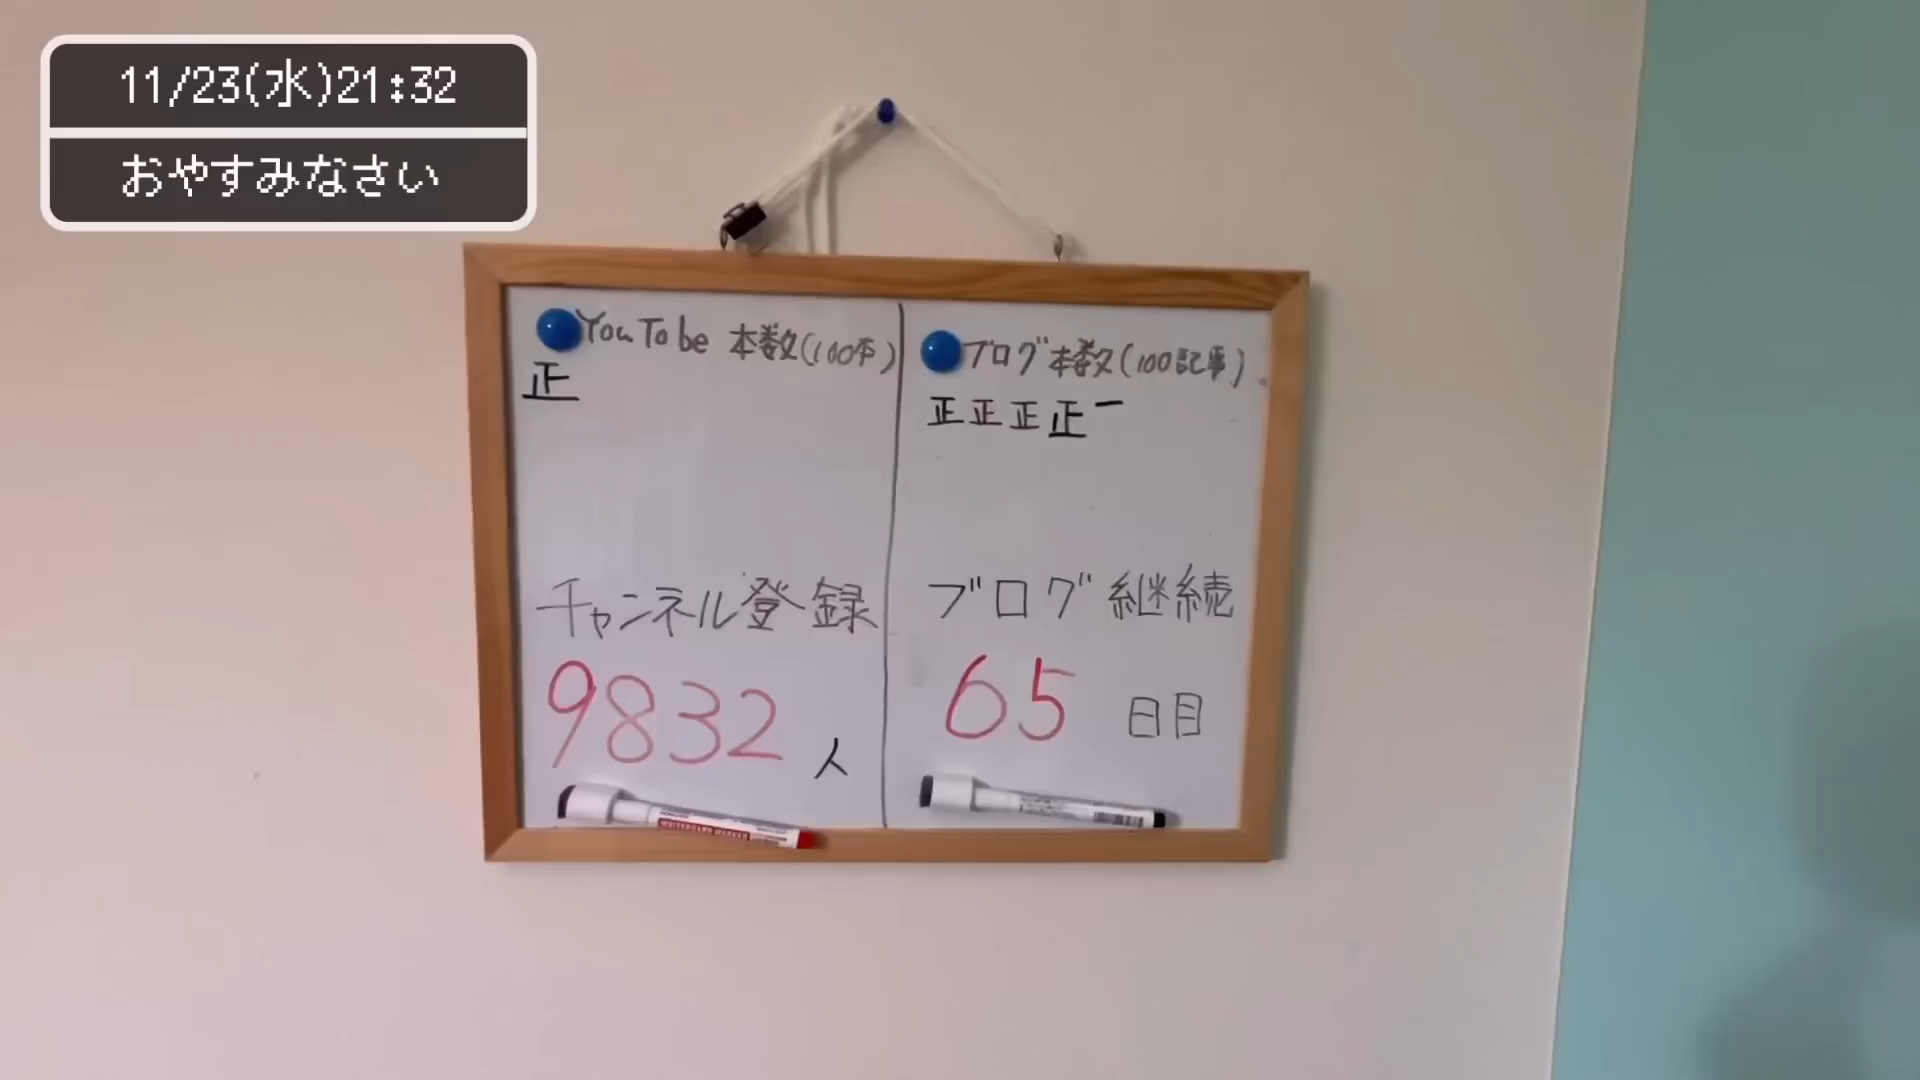 11/23(水)21:32
おやすみなさい
YouTobe 本数(100本)
正
チャンネル登録
9832人
ブログ本数(100記事)
正正正正一
ブログ継続
65日目
WHITEBOARD MARKER